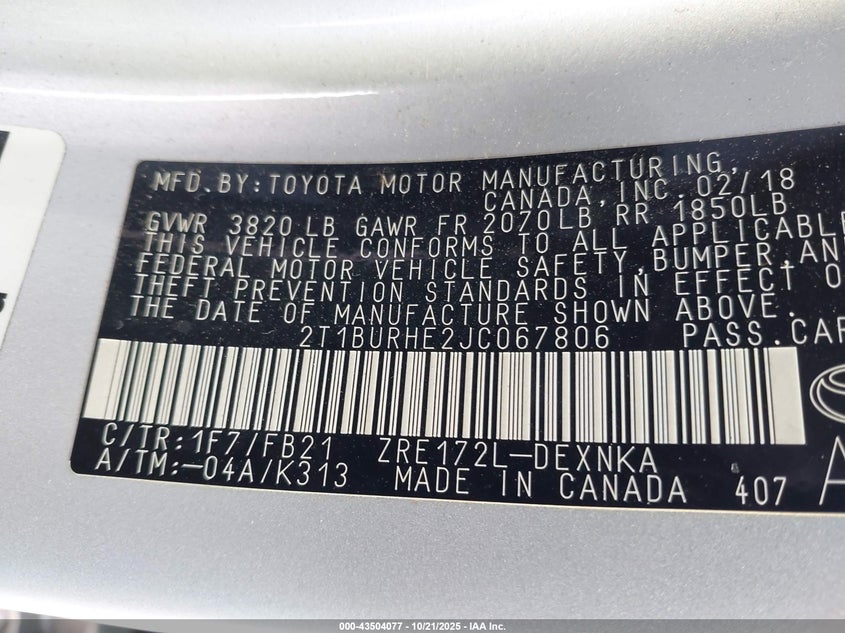 MFD. BY: TOYOTA MOTOR MANUFACTURING,
CANADA, INC. 02/18
GVWR 3820 LB GAWR FR 2070LB RR 1850LB
THIS VEHICLE CONFORMS TO ALL APPLICABLE
FEDERAL MOTOR VEHICLE SAFETY, BUMPER, AN
THEFT PREVENTION STANDARDS IN EFFECT O
THE DATE OF MANUFACTURE SHOWN ABOVE.
2T1BURHE2JC067806 PASS.CAR
C/TR: 1F7/FB21 ZRE172L-DEXNKA
A/TM: -04A/K313 MADE IN CANADA 407
000-43504077 - 10/21/2025 - IAA Inc.